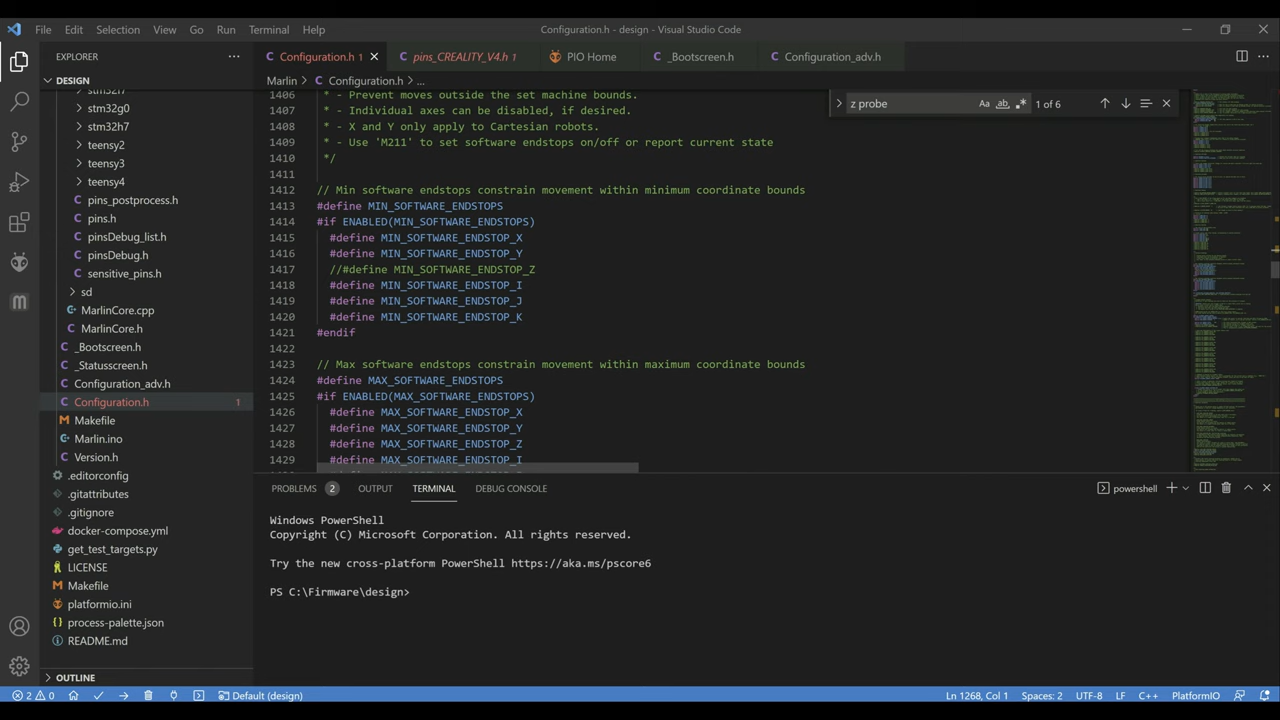 File Edit Selection View Go Run Terminal Help
Configuration.h - design - Visual Studio Code
EXPLORER
DESIGN
stm32f7
stm32g0
stm32h7
teensy2
teensy3
teensy4
pins_postprocess.h
pins.h
pinsDebug_list.h
pinsDebug.h
sensitive_pins.h
sd
MarlinCore.cpp
MarlinCore.h
_Bootscreen.h
_Statusscreen.h
Configuration_adv.h
Configuration.h 1
Makefile
Marlin.ino
Version.h
.editorconfig
.gitattributes
.gitignore
docker-compose.yml
get_test_targets.py
LICENSE
Makefile
platformio.ini
process-palette.json
README.md
OUTLINE
Configuration.h 1
pins_CREALITY_V4.h 1
PIO Home
_Bootscreen.h
Configuration_adv.h
Marlin > Configuration.h > ...
z probe
Aa ab
1 of 6
1406 * - Prevent moves outside the set machine bounds.
1407 * - Individual axes can be disabled, if desired.
1408 * - X and Y only apply to Cartesian robots.
1409 * - Use 'M211' to set software endstops on/off or report current state
1410 */
1411
1412 // Min software endstops constrain movement within minimum coordinate bounds
1413 #define MIN_SOFTWARE_ENDSTOPS
1414 #if ENABLED(MIN_SOFTWARE_ENDSTOPS)
1415 #define MIN_SOFTWARE_ENDSTOP_X
1416 #define MIN_SOFTWARE_ENDSTOP_Y
1417 //#define MIN_SOFTWARE_ENDSTOP_Z
1418 #define MIN_SOFTWARE_ENDSTOP_I
1419 #define MIN_SOFTWARE_ENDSTOP_J
1420 #define MIN_SOFTWARE_ENDSTOP_K
1421 #endif
1422
1423 // Max software endstops constrain movement within maximum coordinate bounds
1424 #define MAX_SOFTWARE_ENDSTOPS
1425 #if ENABLED(MAX_SOFTWARE_ENDSTOPS)
1426 #define MAX_SOFTWARE_ENDSTOP_X
1427 #define MAX_SOFTWARE_ENDSTOP_Y
1428 #define MAX_SOFTWARE_ENDSTOP_Z
1429 #define MAX_SOFTWARE_ENDSTOP_I
PROBLEMS 2 OUTPUT TERMINAL DEBUG CONSOLE
powershell
Windows PowerShell
Copyright (C) Microsoft Corporation. All rights reserved.
Try the new cross-platform PowerShell https://aka.ms/pscore6
PS C:\Firmware\design>
2 0 Default (design)
Ln 1268, Col 1 Spaces: 2 UTF-8 LF C++ PlatformIO